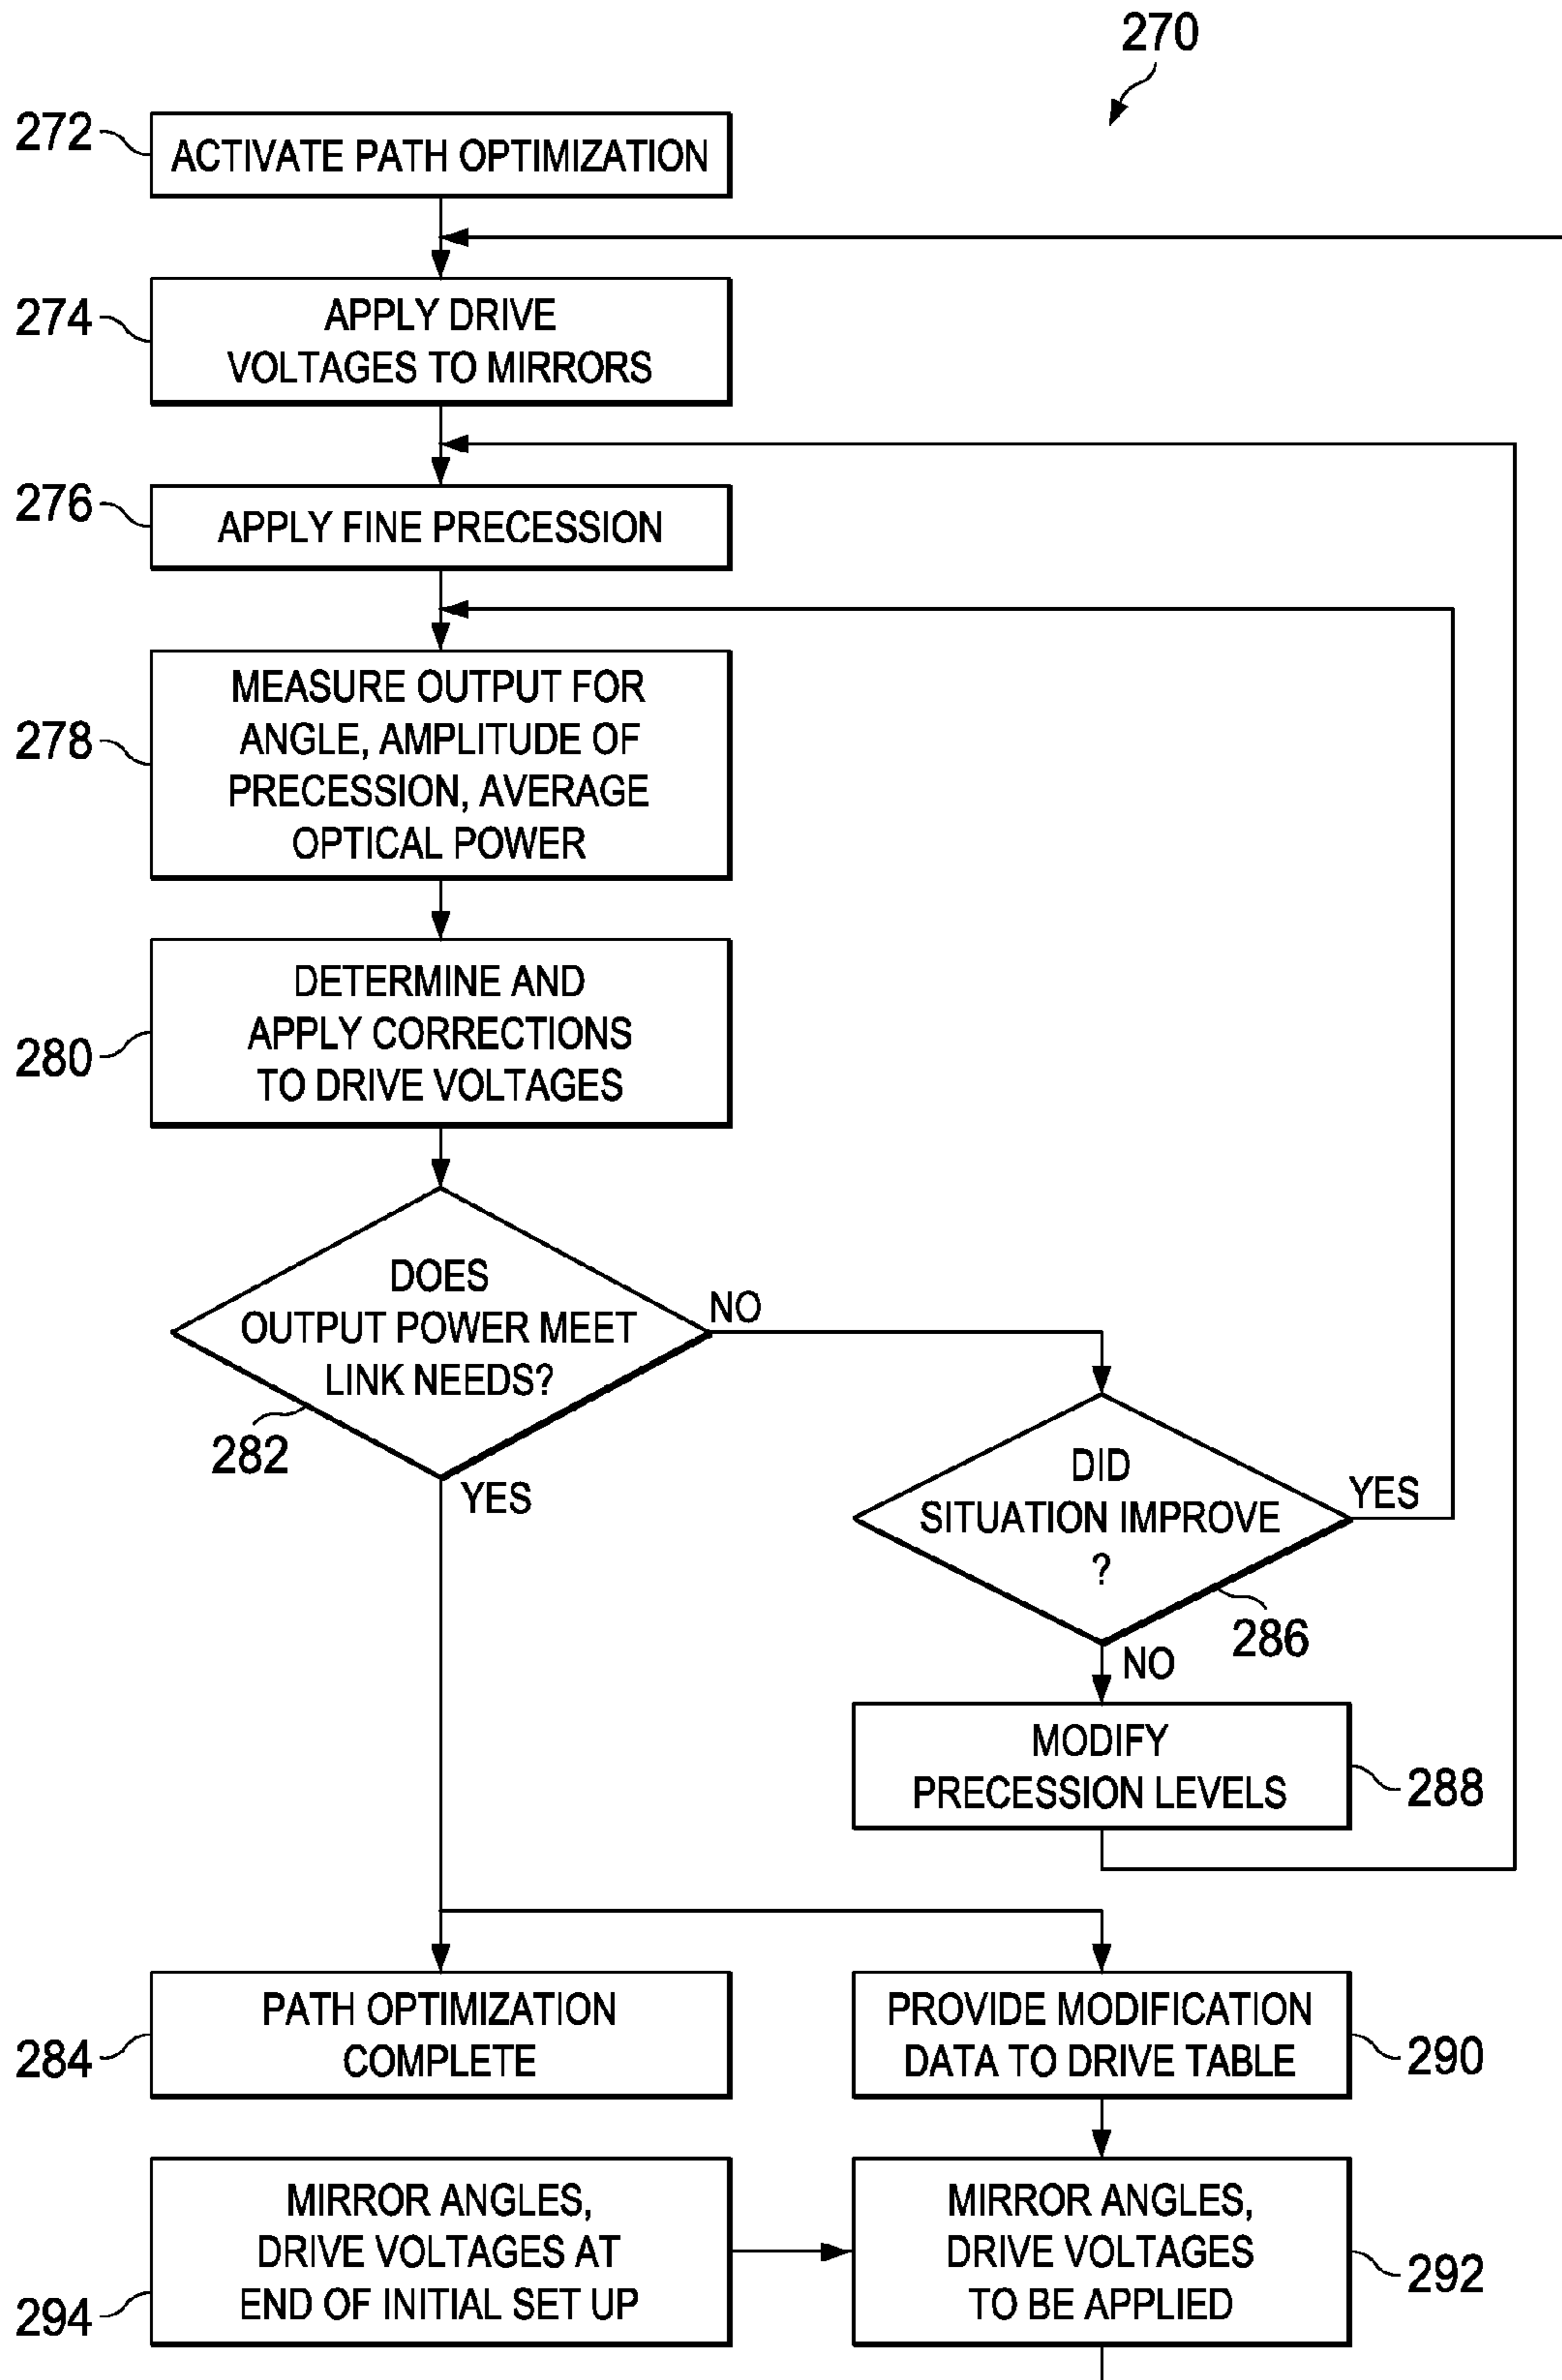 270
272
ACTIVATE PATH OPTIMIZATION
274
APPLY DRIVE
VOLTAGES TO MIRRORS
276
APPLY FINE PRECESSION
278
MEASURE OUTPUT FOR
ANGLE, AMPLITUDE OF
PRECESSION, AVERAGE
OPTICAL POWER
280
DETERMINE AND
APPLY CORRECTIONS
TO DRIVE VOLTAGES
DOES
OUTPUT POWER MEET
LINK NEEDS?
NO
282
YES
DID
SITUATION IMPROVE
?
YES
286
NO
MODIFY
PRECESSION LEVELS
288
284
PATH OPTIMIZATION
COMPLETE
PROVIDE MODIFICATION
DATA TO DRIVE TABLE
290
294
MIRROR ANGLES,
DRIVE VOLTAGES AT
END OF INITIAL SET UP
MIRROR ANGLES,
DRIVE VOLTAGES
TO BE APPLIED
292